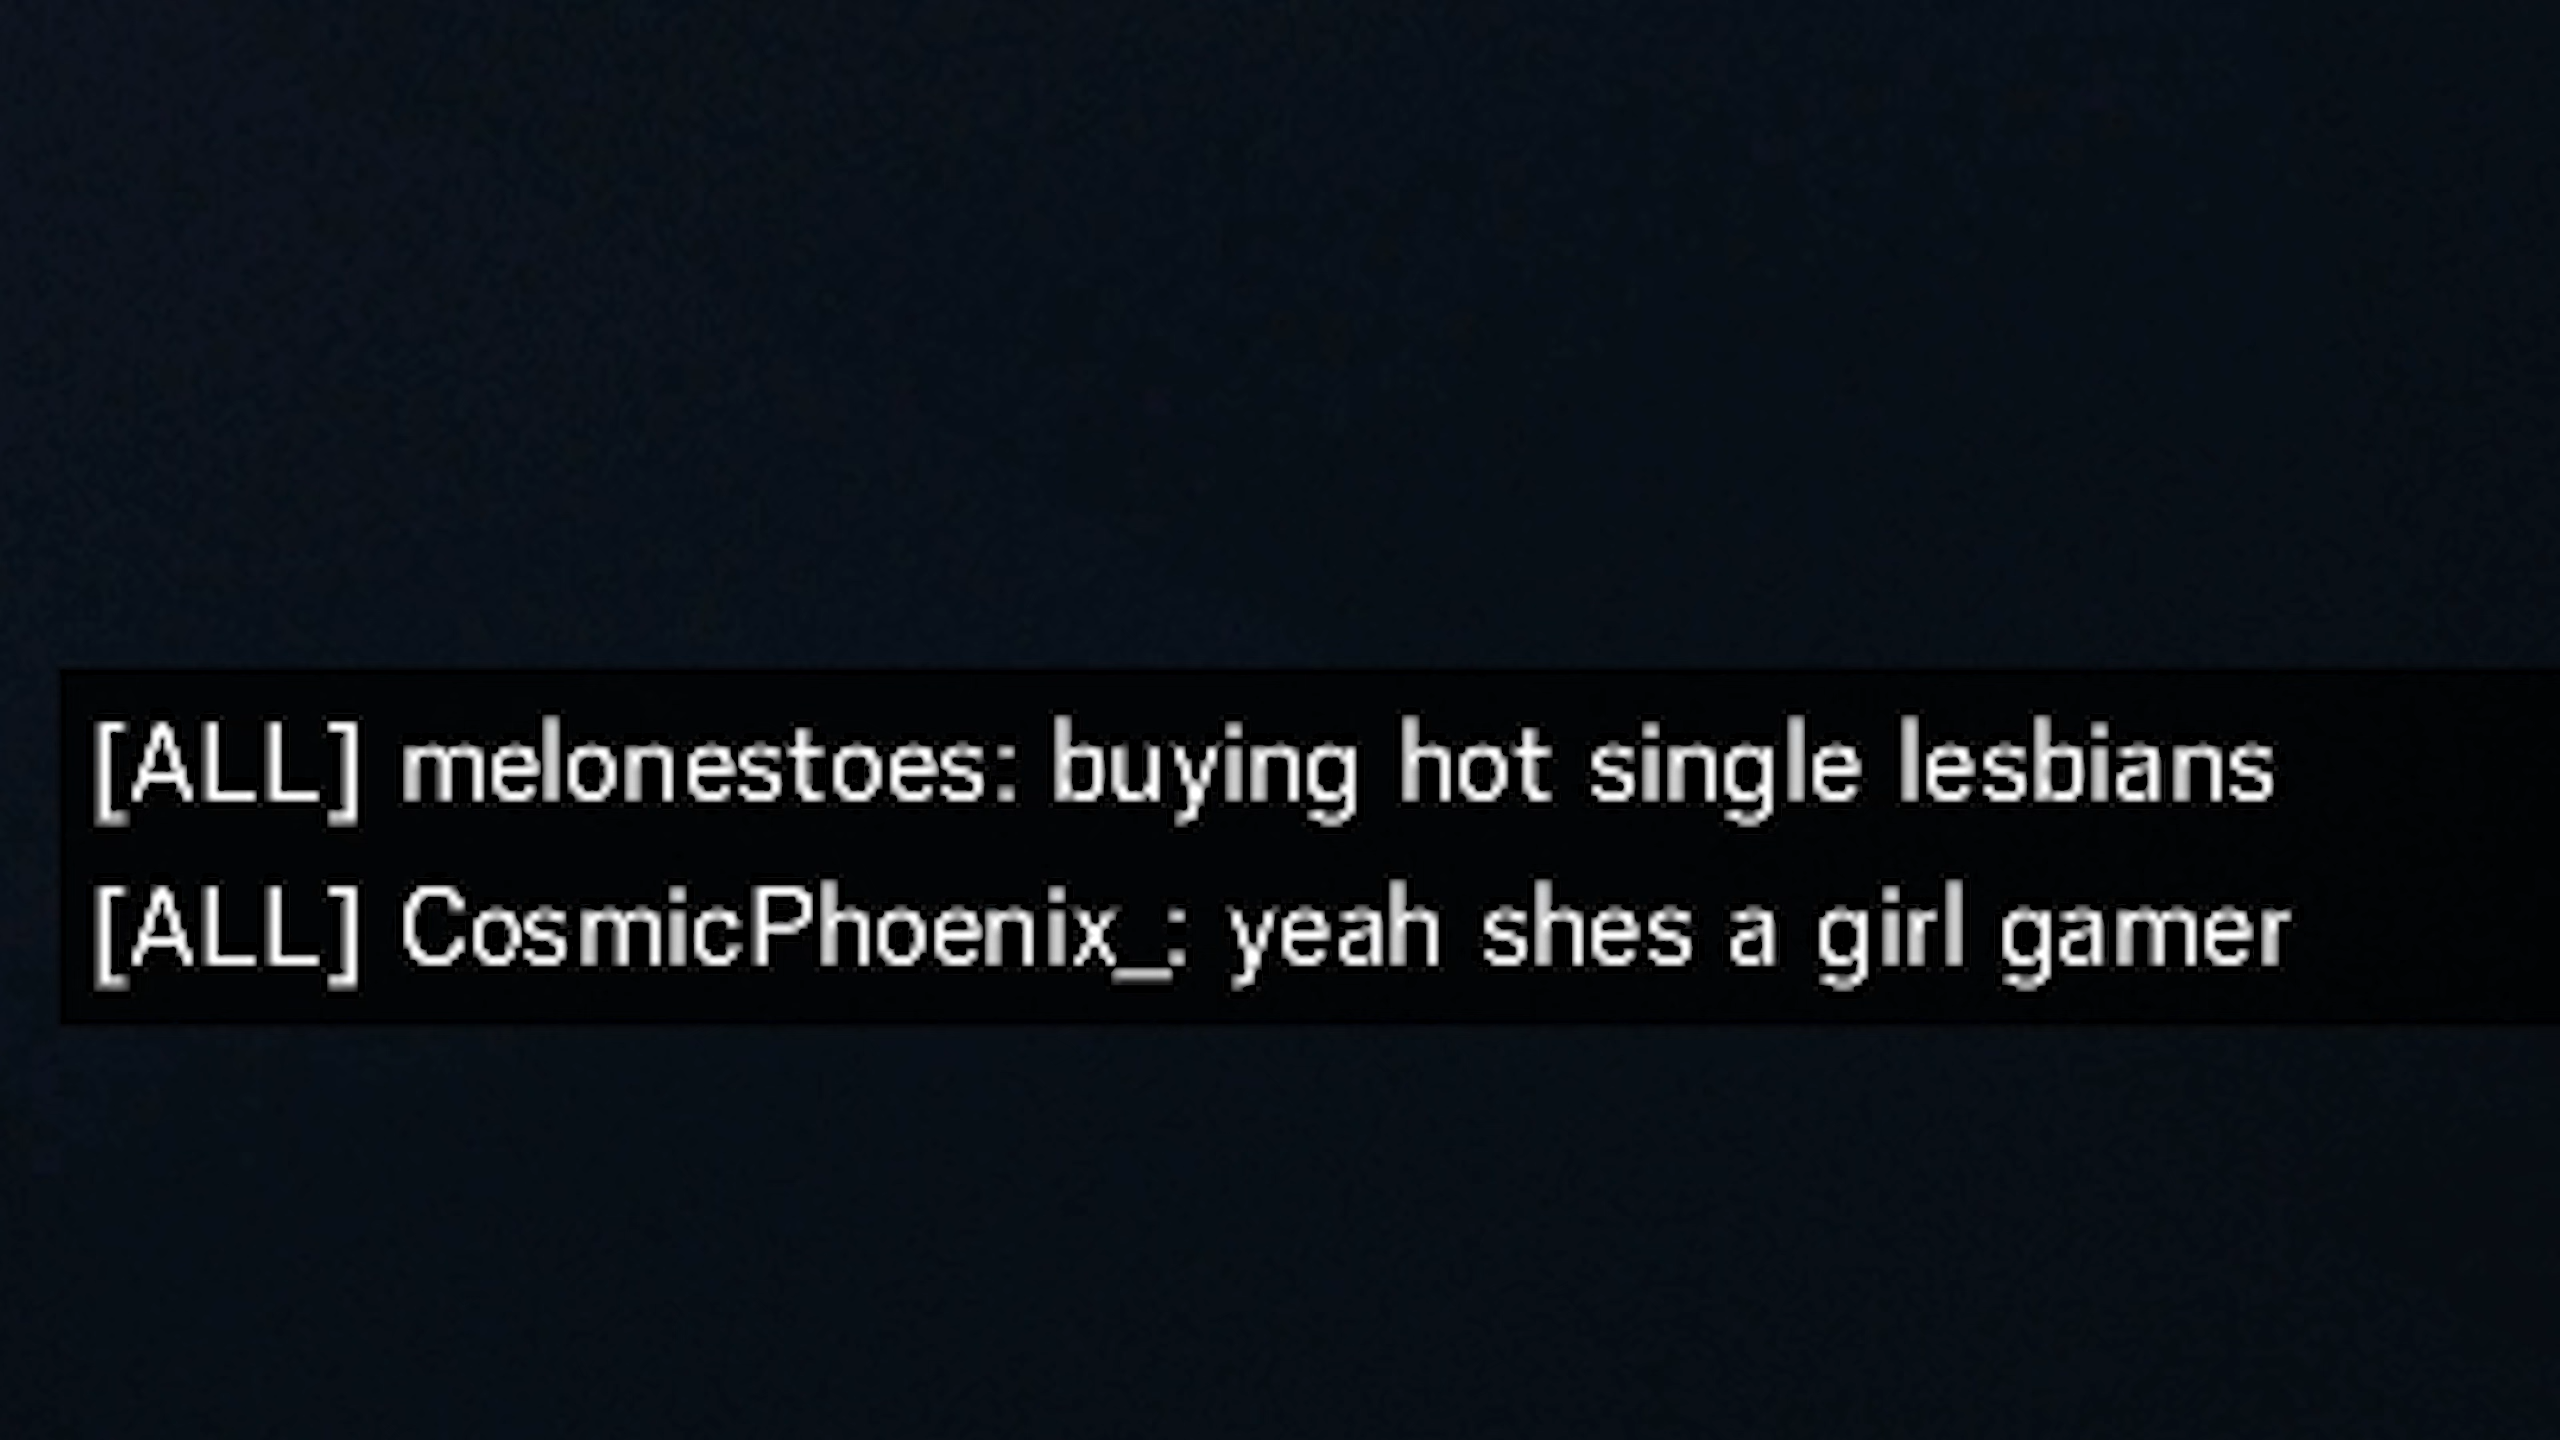 [ALL] melonestoes: buying hot single lesbians
[ALL] CosmicPhoenix_: yeah shes a girl gamer